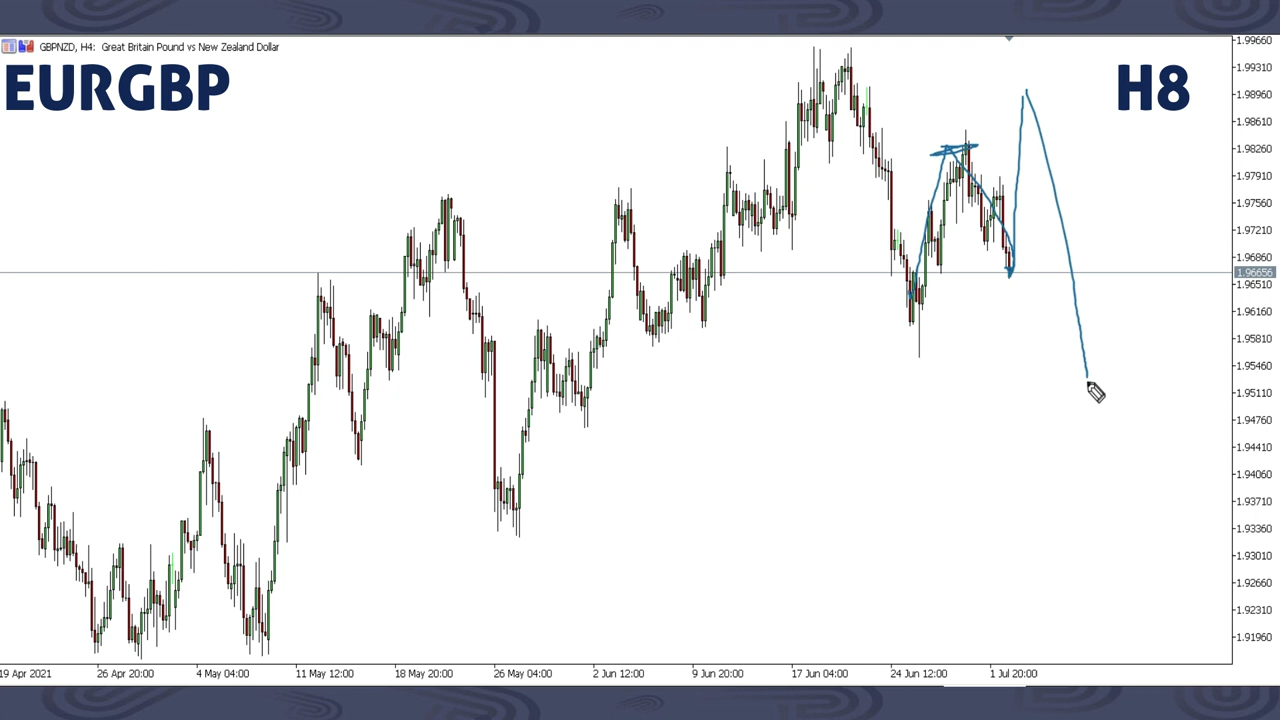 GBPNZD, H4: Great Britain Pound vs New Zealand Dollar
EURGBP
H8
1.99660
1.99310
1.98960
1.98610
1.98260
1.97910
1.97560
1.97210
1.96860
1.96656
1.96510
1.96160
1.95810
1.95460
1.95110
1.94760
1.94410
1.94060
1.93710
1.93360
1.93010
1.92660
1.92310
1.91960
19 Apr 2021
26 Apr 20:00
4 May 04:00
11 May 12:00
18 May 20:00
26 May 04:00
2 Jun 12:00
9 Jun 20:00
17 Jun 04:00
24 Jun 12:00
1 Jul 20:00